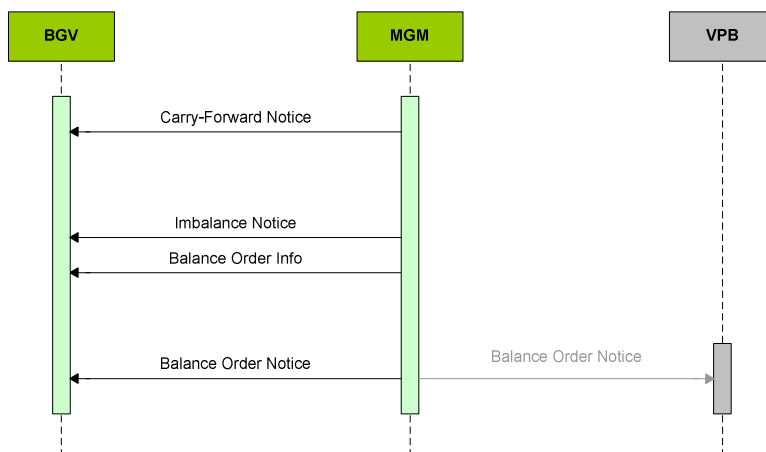 BGV
MGM
VPB
Carry-Forward Notice
Imbalance Notice
Balance Order Info
Balance Order Notice
Balance Order Notice